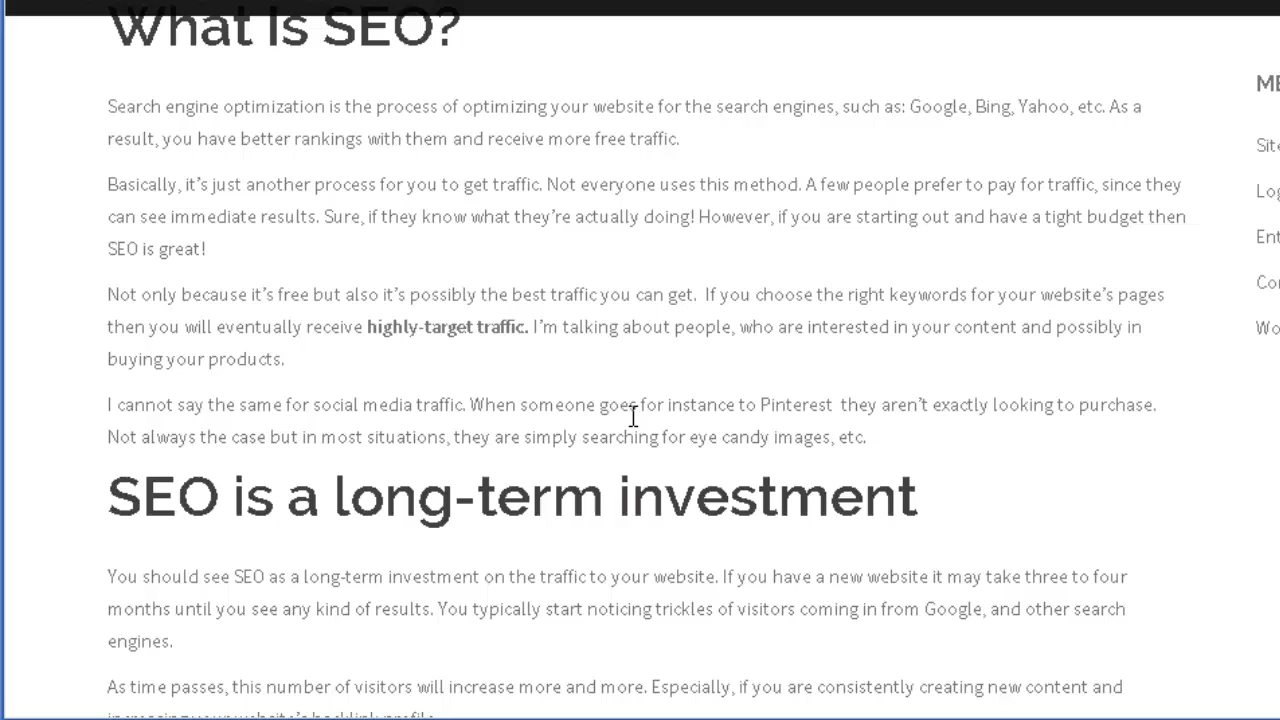 What is SEO?
Search engine optimization is the process of optimizing your website for the search engines, such as: Google, Bing, Yahoo, etc. As a
result, you have better rankings with them and receive more free traffic.
Basically, it's just another process for you to get traffic. Not everyone uses this method. A few people prefer to pay for traffic, since they
can see immediate results. Sure, if they know what they're actually doing! However, if you are starting out and have a tight budget then
SEO is great!
Not only because it's free but also it's possibly the best traffic you can get.  If you choose the right keywords for your website's pages
then you will eventually receive highly-target traffic. I'm talking about people, who are interested in your content and possibly in
buying your products.
I cannot say the same for social media traffic. When someone goes for instance to Pinterest  they aren't exactly looking to purchase.
Not always the case but in most situations, they are simply searching for eye candy images, etc.
SEO is a long-term investment
You should see SEO as a long-term investment on the traffic to your website. If you have a new website it may take three to four
months until you see any kind of results. You typically start noticing trickles of visitors coming in from Google, and other search
engines.
As time passes, this number of visitors will increase more and more. Especially, if you are consistently creating new content and